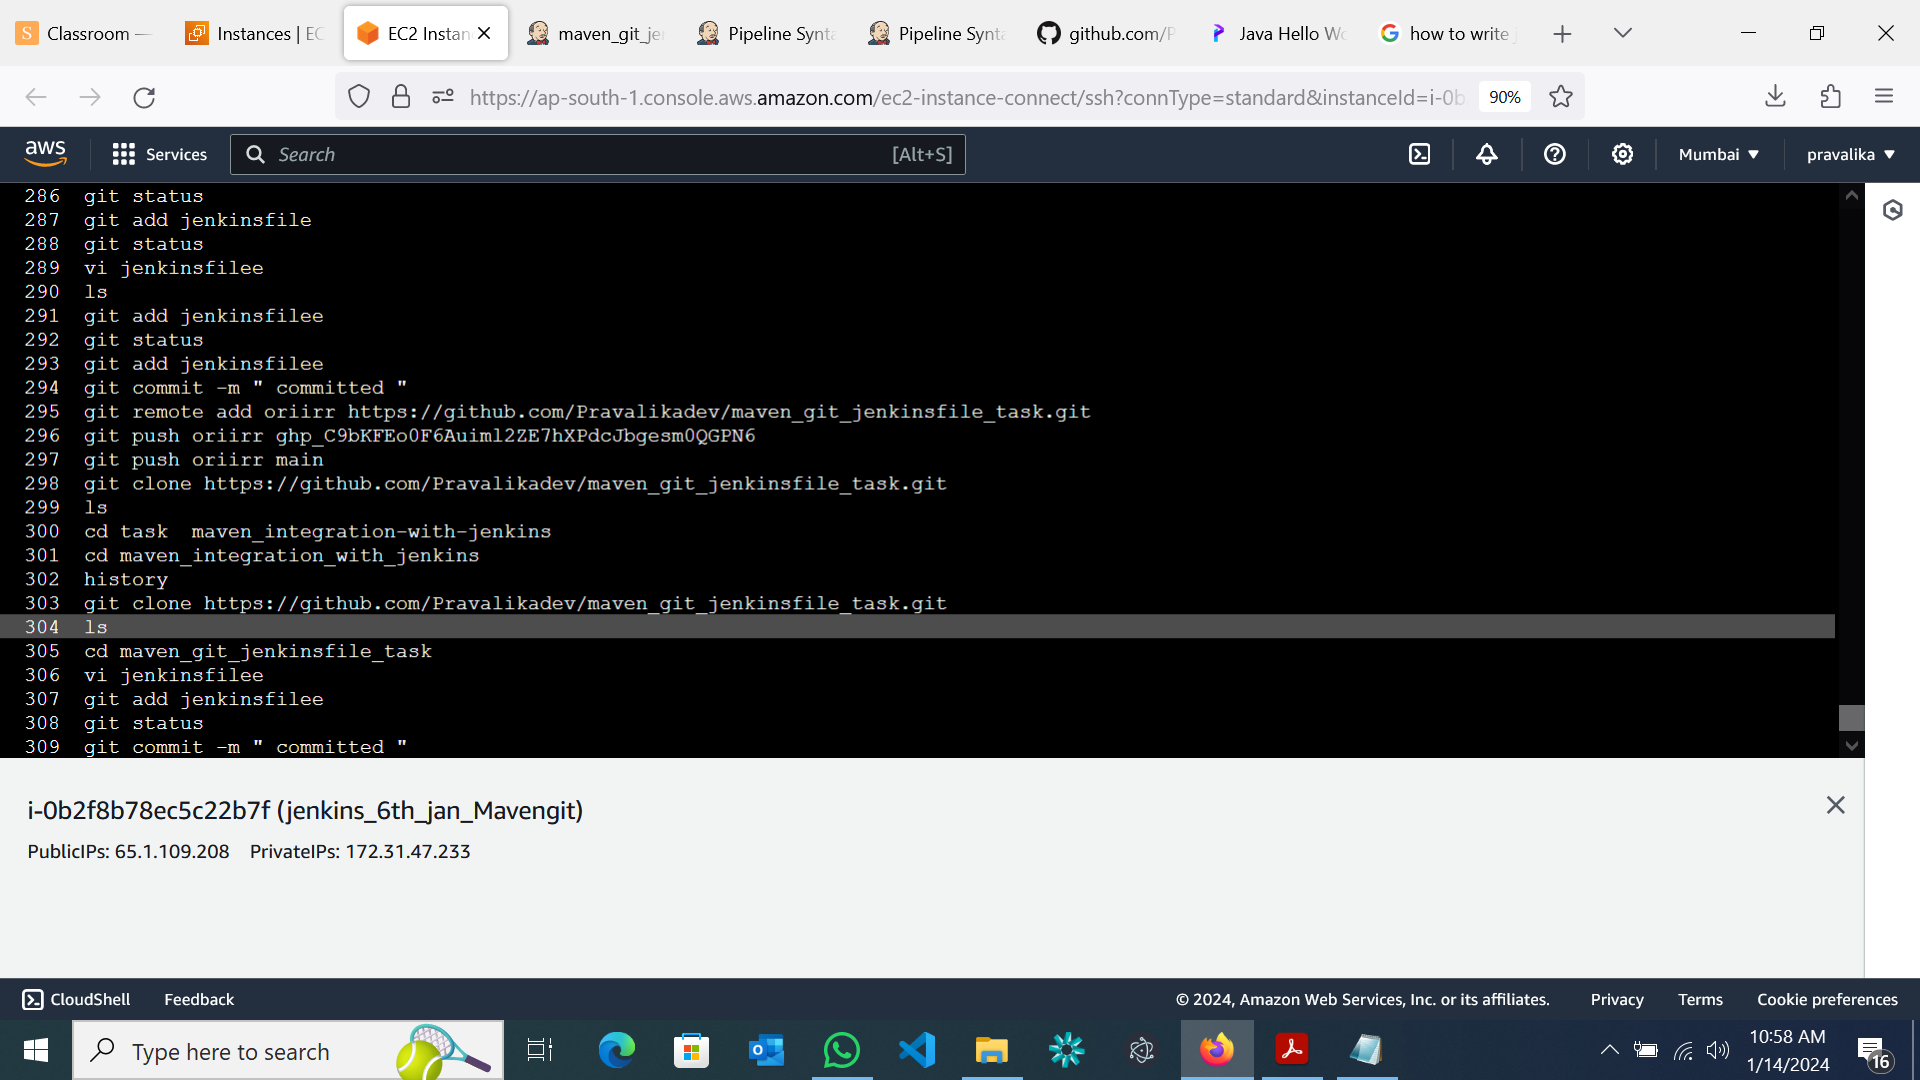 Classroom —
Instances | EC
EC2 Instan
maven_git_je
Pipeline Synta
Pipeline Synta
github.com/P
Java Hello Wo
how to write j
https://ap-south-1.console.aws.amazon.com/ec2-instance-connect/ssh?connType=standard&instanceId=i-0b
90%
aws
Services
Search
[Alt+S]
Mumbai
pravalika
286 git status
287 git add jenkinsfile
288 git status
289 vi jenkinsfilee
290 ls
291 git add jenkinsfilee
292 git status
293 git add jenkinsfilee
294 git commit -m " committed "
295 git remote add oriirr https://github.com/Pravalikadev/maven_git_jenkinsfile_task.git
296 git push oriirr 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
297 git push oriirr main
298 git clone https://github.com/Pravalikadev/maven_git_jenkinsfile_task.git
299 ls
300 cd task  maven_integration-with-jenkins
301 cd maven_integration_with_jenkins
302 history
303 git clone https://github.com/Pravalikadev/maven_git_jenkinsfile_task.git
304 ls
305 cd maven_git_jenkinsfile_task
306 vi jenkinsfilee
307 git add jenkinsfilee
308 git status
309 git commit -m " committed "
i-0b2f8b78ec5c22b7f (jenkins_6th_jan_Mavengit)
PublicIPs: 65.1.109.208 PrivateIPs: 172.31.47.233
CloudShell
Feedback
© 2024, Amazon Web Services, Inc. or its affiliates.
Privacy
Terms
Cookie preferences
Type here to search
10:58 AM
1/14/2024
16